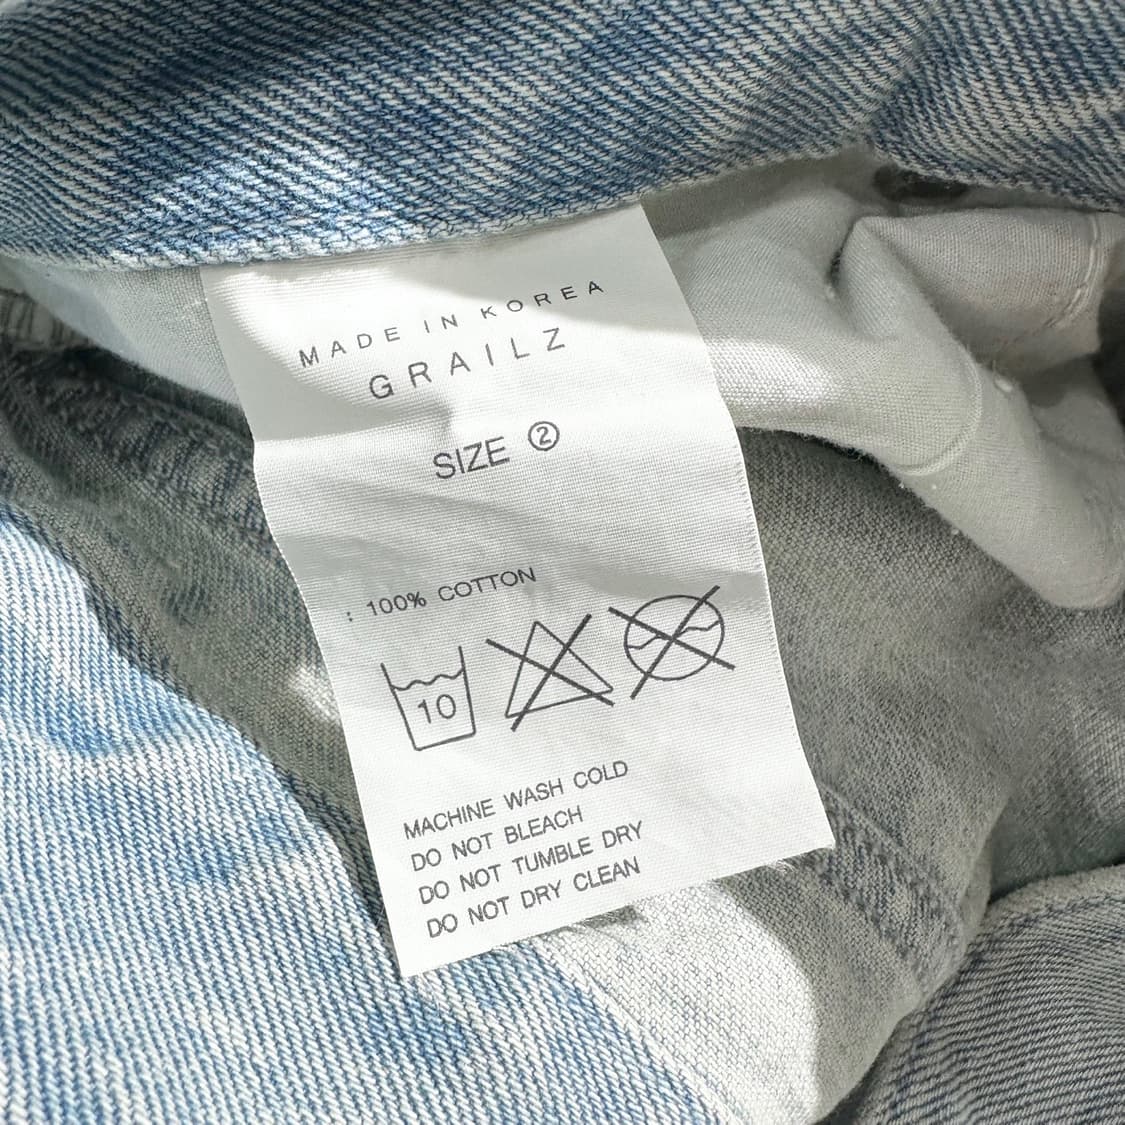 MADE IN KOREA
GRAILZ
SIZE ②
: 100% COTTON
10
MACHINE WASH COLD
DO NOT BLEACH
DO NOT TUMBLE DRY
DO NOT DRY CLEAN